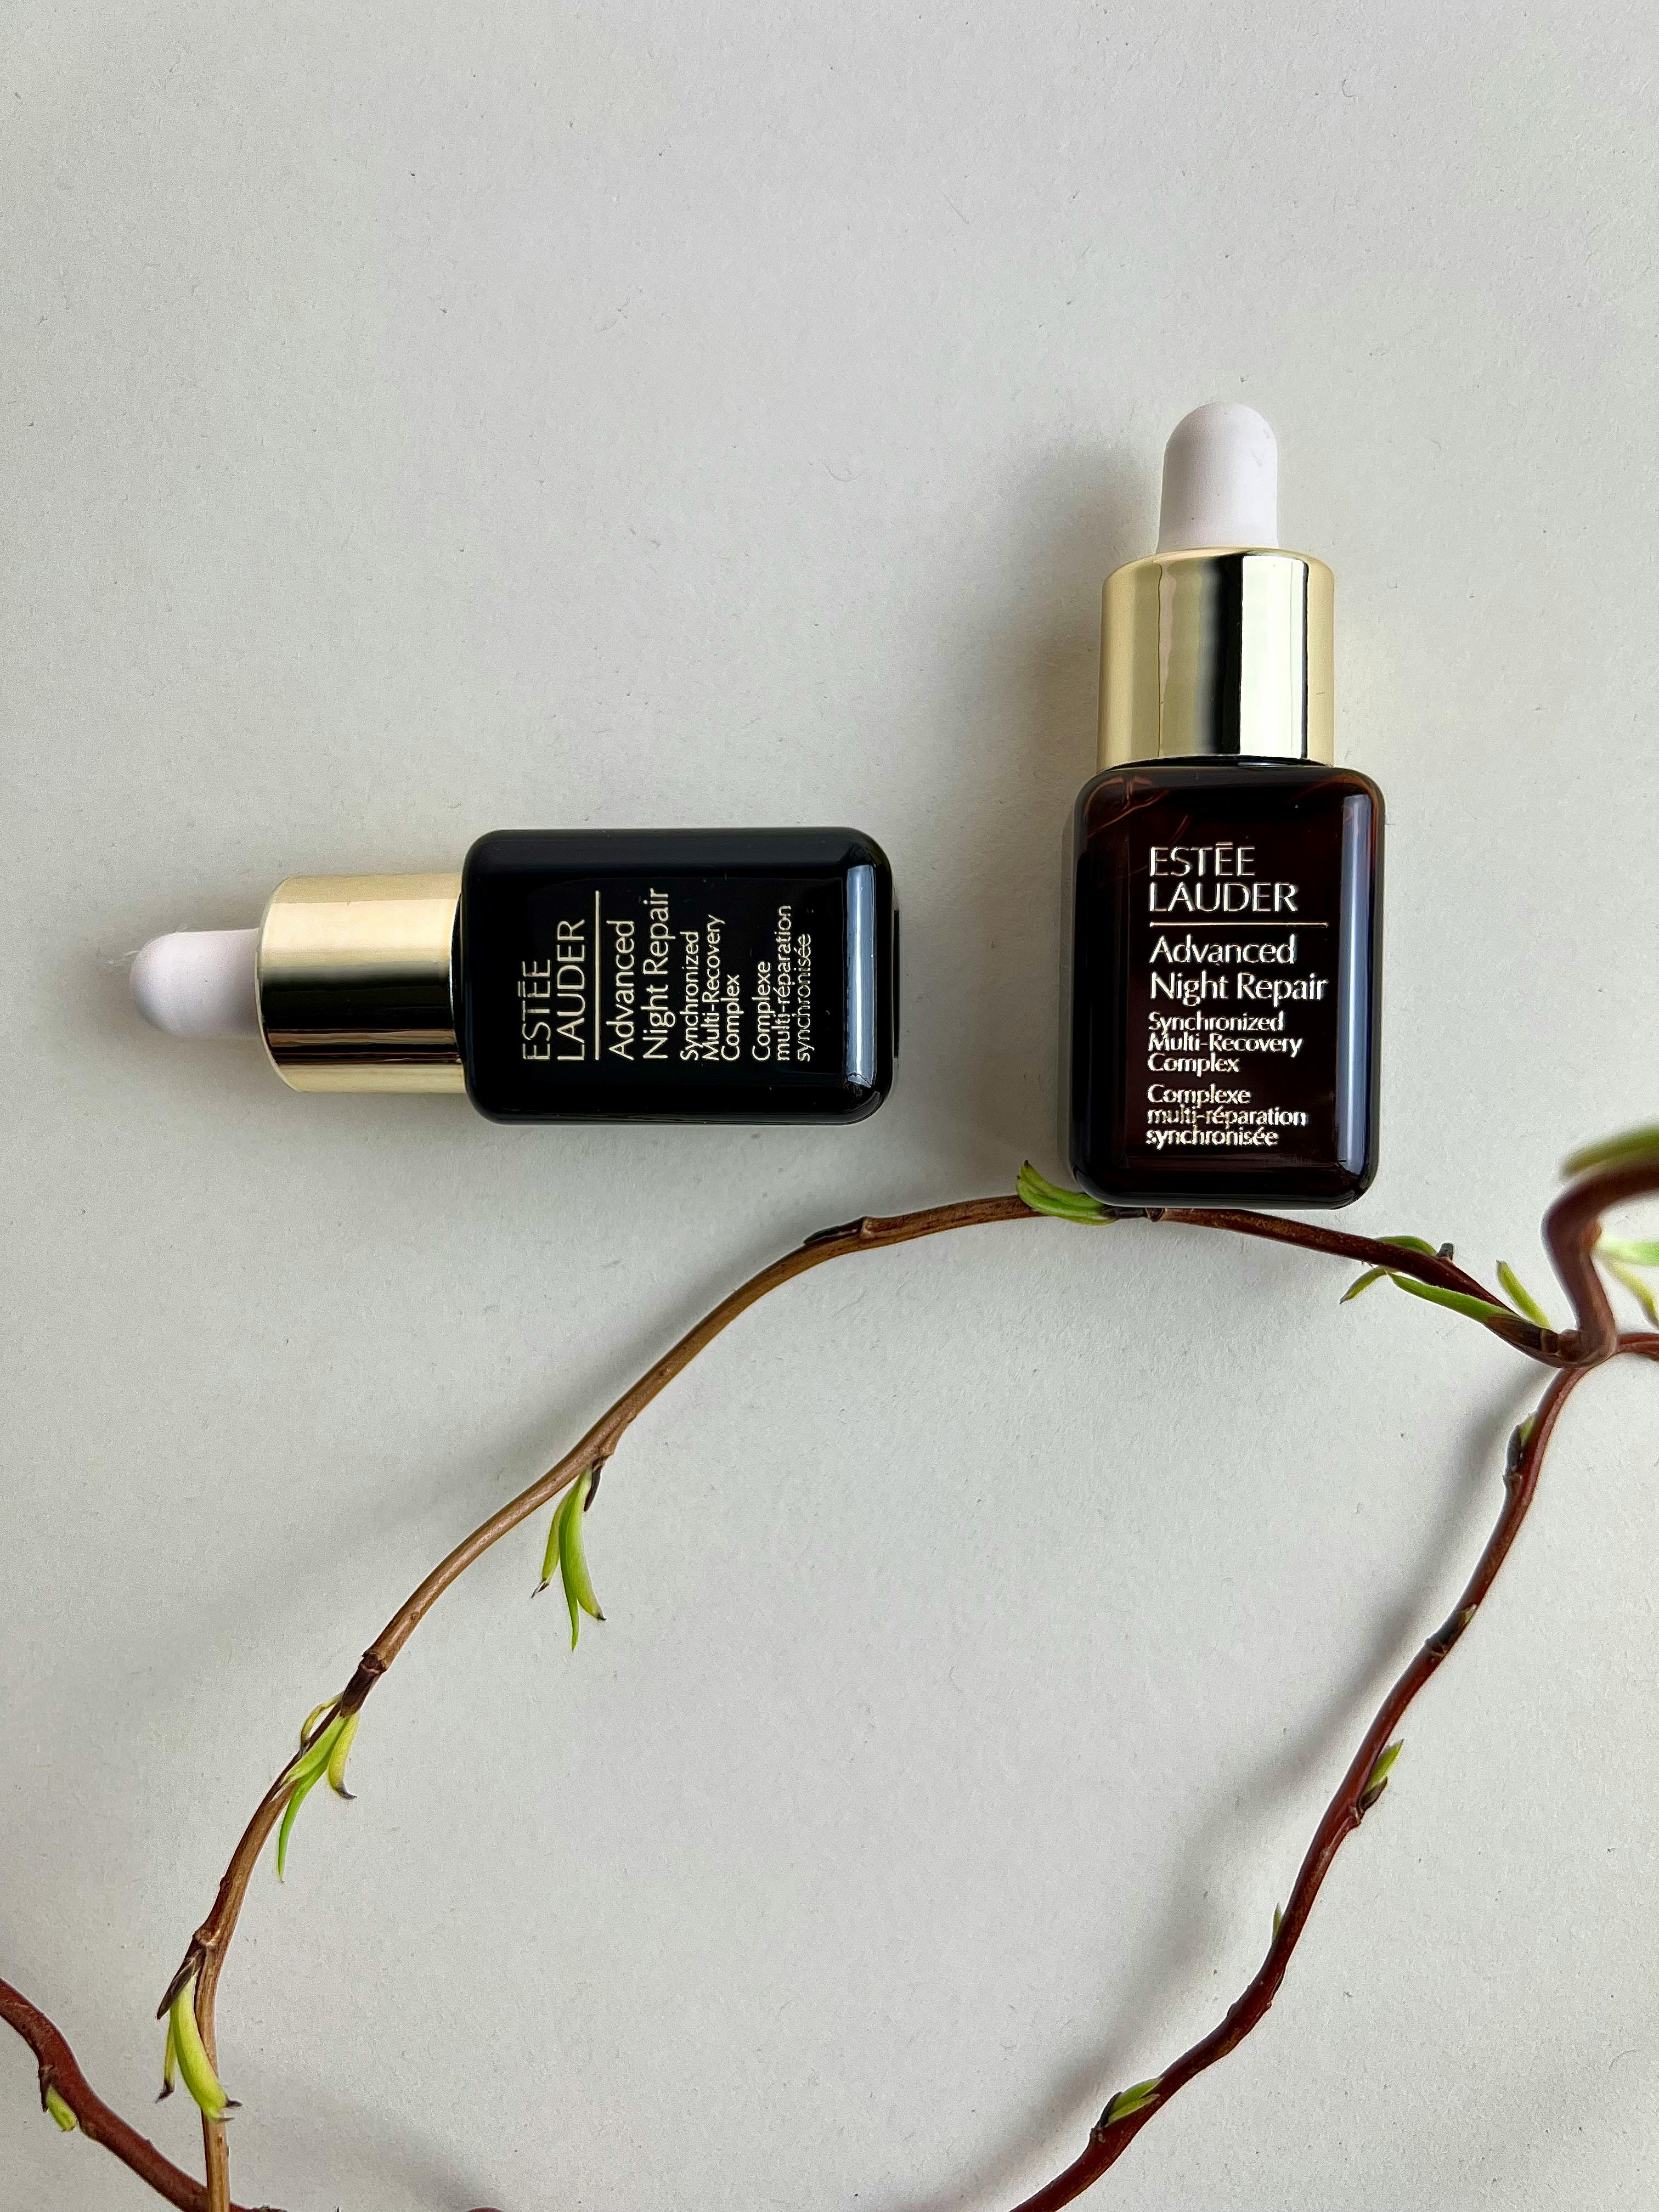 ESTĒE
LAUDER
Advanced
Night Repair
Synchronized
Multi-Recovery
Complex
Complexe
multi-réparation
synchronisée
ESTĒE
LAUDER
Advanced
Night Repair
Synchronized
Multi-Recovery
Complex
Complexe
multi-réparation
synchronisée